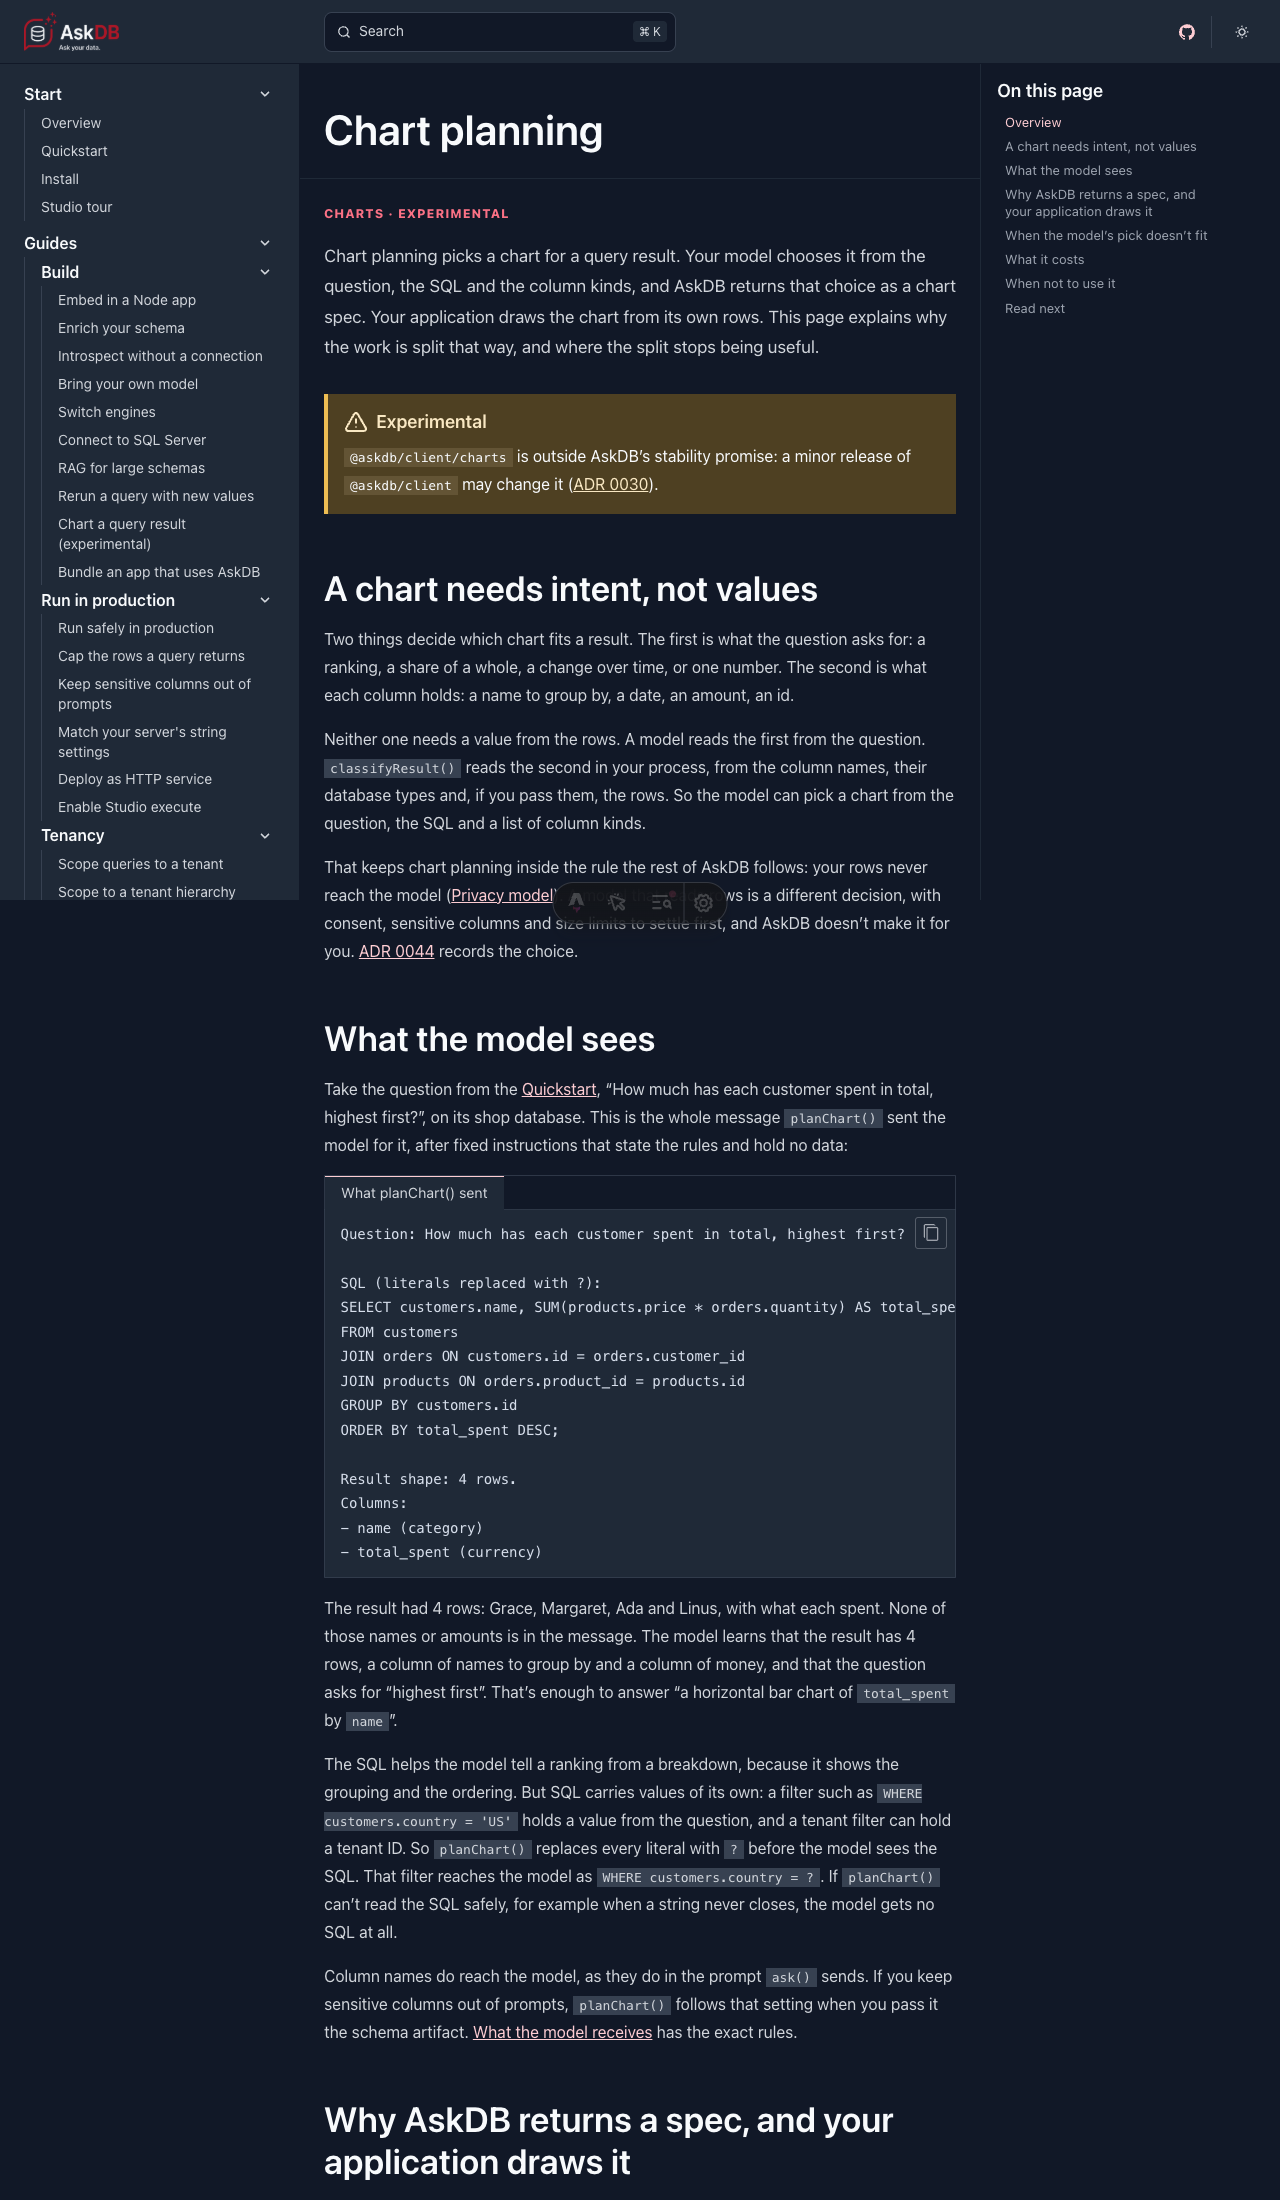 AskDB
Ask your data.
Search
⌘ K
Start
Overview
Quickstart
Install
Studio tour
Guides
Build
Embed in a Node app
Enrich your schema
Introspect without a connection
Bring your own model
Switch engines
Connect to SQL Server
RAG for large schemas
Rerun a query with new values
Chart a query result
(experimental)
Bundle an app that uses AskDB
Run in production
Run safely in production
Cap the rows a query returns
Keep sensitive columns out of
prompts
Match your server's string
settings
Deploy as HTTP service
Enable Studio execute
Tenancy
Scope queries to a tenant
Scope to a tenant hierarchy
Chart planning
CHARTS · EXPERIMENTAL
Chart planning picks a chart for a query result. Your model chooses it from the
question, the SQL and the column kinds, and AskDB returns that choice as a chart
spec. Your application draws the chart from its own rows. This page explains why
the work is split that way, and where the split stops being useful.
Experimental
@askdb/client/charts is outside AskDB’s stability promise: a minor release of
@askdb/client may change it (ADR 0030).
A chart needs intent, not values
Two things decide which chart fits a result. The first is what the question asks for: a
ranking, a share of a whole, a change over time, or one number. The second is what
each column holds: a name to group by, a date, an amount, an id.
Neither one needs a value from the rows. A model reads the first from the question.
classifyResult() reads the second in your process, from the column names, their
database types and, if you pass them, the rows. So the model can pick a chart from the
question, the SQL and a list of column kinds.
That keeps chart planning inside the rule the rest of AskDB follows: your rows never
reach the model (Privacy model) rows is a different decision, with
consent, sensitive columns and size limits to settle first, and AskDB doesn’t make it for
you. ADR 0044 records the choice.
What the model sees
Take the question from the Quickstart, “How much has each customer spent in total,
highest first?”, on its shop database. This is the whole message planChart() sent the
model for it, after fixed instructions that state the rules and hold no data:
What planChart() sent
Question: How much has each customer spent in total, highest first?
SQL (literals replaced with ?):
SELECT customers.name, SUM(products.price * orders.quantity) AS total_spe
FROM customers
JOIN orders ON customers.id = orders.customer_id
JOIN products ON orders.product_id = products.id
GROUP BY customers.id
ORDER BY total_spent DESC;
Result shape: 4 rows.
Columns:
- name (category)
- total_spent (currency)
The result had 4 rows: Grace, Margaret, Ada and Linus, with what each spent. None of
those names or amounts is in the message. The model learns that the result has 4
rows, a column of names to group by and a column of money, and that the question
asks for “highest first”. That’s enough to answer “a horizontal bar chart of total_spent
by name”.
The SQL helps the model tell a ranking from a breakdown, because it shows the
grouping and the ordering. But SQL carries values of its own: a filter such as WHERE
customers.country = 'US' holds a value from the question, and a tenant filter can hold
a tenant ID. So planChart() replaces every literal with ? before the model sees the
SQL. That filter reaches the model as WHERE customers.country = ?. If planChart()
can’t read the SQL safely, for example when a string never closes, the model gets no
SQL at all.
Column names do reach the model, as they do in the prompt ask() sends. If you keep
sensitive columns out of prompts, planChart() follows that setting when you pass it
the schema artifact. What the model receives has the exact rules.
Why AskDB returns a spec, and your
application draws it
On this page
Overview
A chart needs intent, not values
What the model sees
Why AskDB returns a spec, and
your application draws it
When the model’s pick doesn’t fit
What it costs
When not to use it
Read next